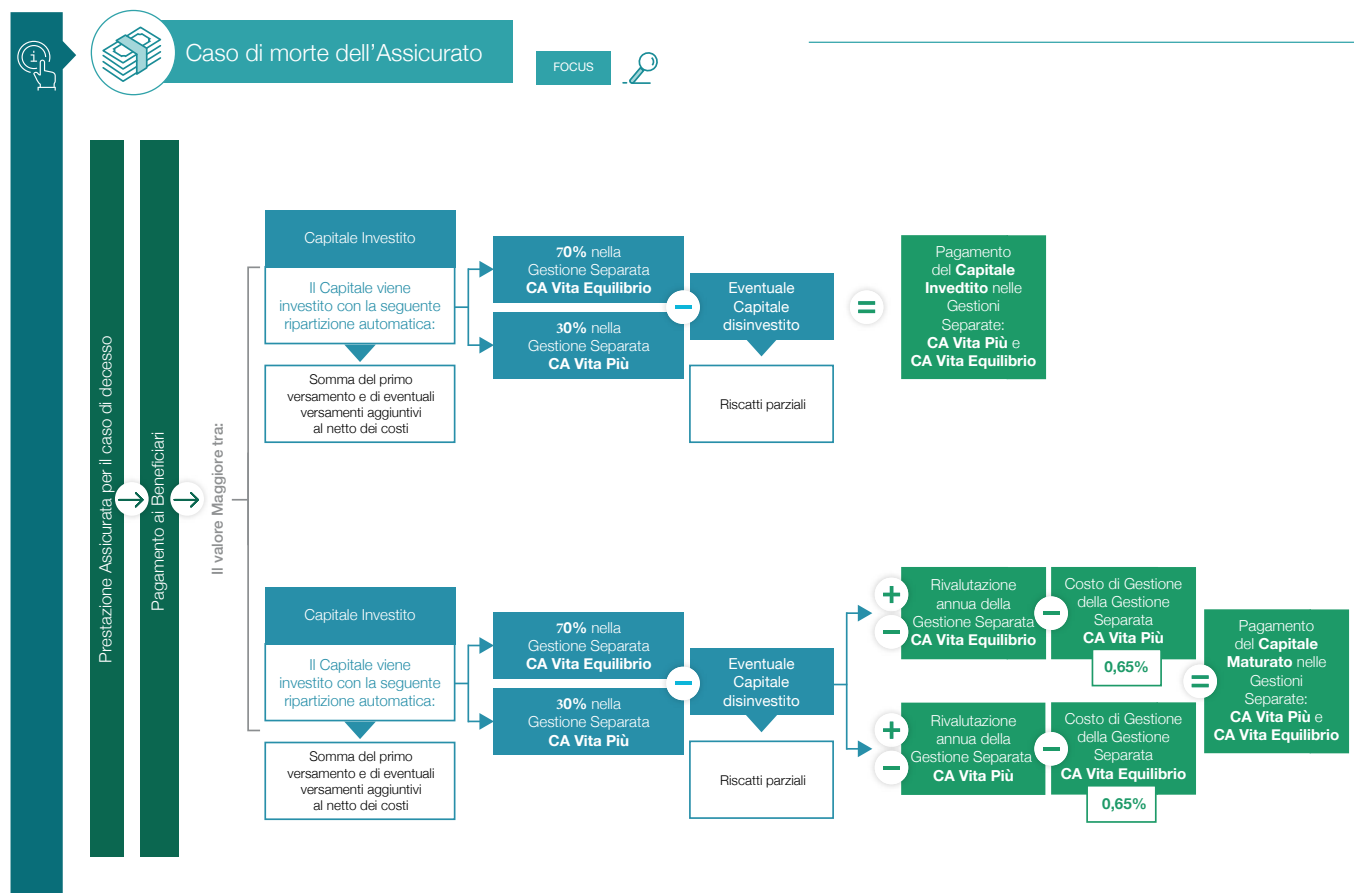 Caso di morte dell'Assicurato
FOCUS
Prestazione Assicurata per il caso di decesso
Pagamento ai Beneficiari
Il valore Maggiore tra:
Capitale Investito
Il Capitale viene
investito con la seguente
ripartizione automatica:
Somma del primo
versamento e di eventuali
versamenti aggiuntivi
al netto dei costi
70% nella
Gestione Separata
CA Vita Equilibrio
30% nella
Gestione Separata
CA Vita Più
−
Eventuale
Capitale
disinvestito
Riscatti parziali
=
Pagamento
del Capitale
Invedtito nelle
Gestioni
Separate:
CA Vita Più e
CA Vita Equilibrio
Capitale Investito
Il Capitale viene
investito con la seguente
ripartizione automatica:
Somma del primo
versamento e di eventuali
versamenti aggiuntivi
al netto dei costi
70% nella
Gestione Separata
CA Vita Equilibrio
30% nella
Gestione Separata
CA Vita Più
−
Eventuale
Capitale
disinvestito
Riscatti parziali
+
−
Rivalutazione
annua della
Gestione Separata
CA Vita Equilibrio
−
Costo di Gestione
della Gestione
Separata
CA Vita Più
0,65%
+
−
Rivalutazione
annua della
Gestione Separata
CA Vita Più
−
Costo di Gestione
della Gestione
Separata
CA Vita Equilibrio
0,65%
=
Pagamento
del Capitale
Maturato nelle
Gestioni
Separate:
CA Vita Più e
CA Vita Equilibrio